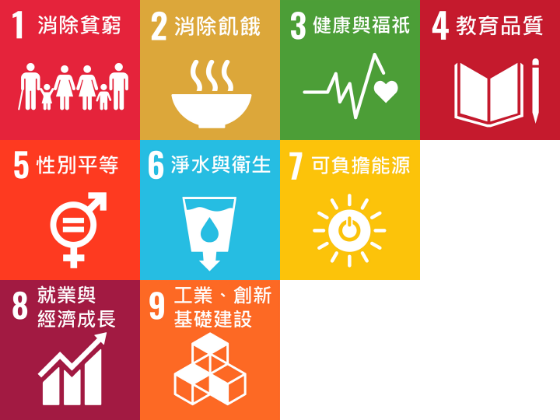 1 消除貧窮
2 消除飢餓
3 健康與福祇
4 教育品質
5 性別平等
6 淨水與衛生
7 可負擔能源
8 就業與
經濟成長
9 工業、創新
基礎建設